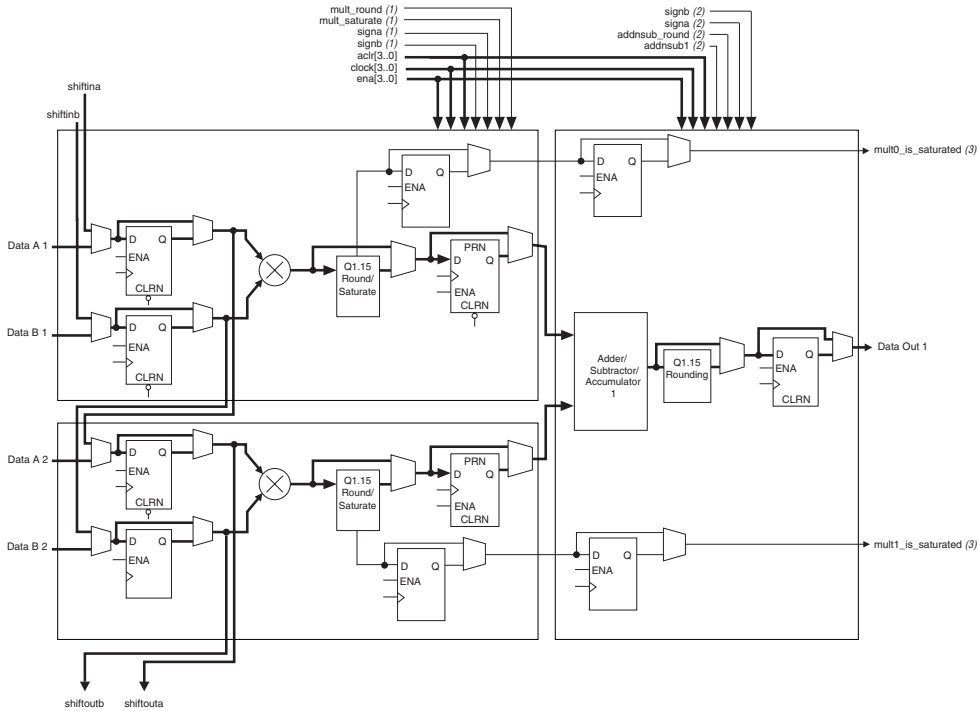 mult_round (1)
mult_saturate (1)
signa (1)
signb (1)
aclr[3..0]
clock[3..0]
ena[3..0]
signb (2)
signa (2)
addnsub_round (2)
addnsub1 (2)
shiftina
shiftinb
D Q
ENA
mult0_is_saturated (3)
D Q
ENA
Data A 1
D Q
ENA
CLRN
Q1.15
Round/
Saturate
PRN
D Q
ENA
CLRN
Data B 1
D Q
ENA
CLRN
Adder/
Subtractor/
Accumulator
1
Q1.15
Rounding
D Q
ENA
CLRN
Data Out 1
Data A 2
D Q
ENA
CLRN
Q1.15
Round/
Saturate
PRN
D Q
ENA
CLRN
Data B 2
D Q
ENA
D Q
ENA
D Q
ENA
mult1_is_saturated (3)
shiftoutb
shiftouta